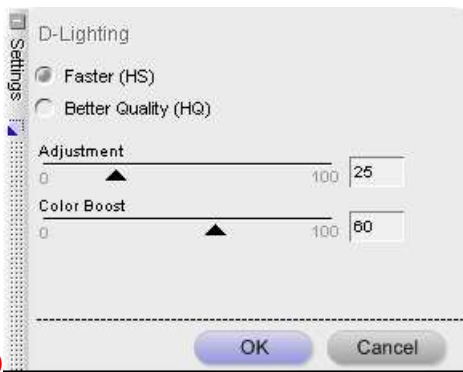 Settings
D-Lighting
Faster (HS)
Better Quality (HQ)
Adjustment
0 100 25
Color Boost
0 100 60
OK Cancel